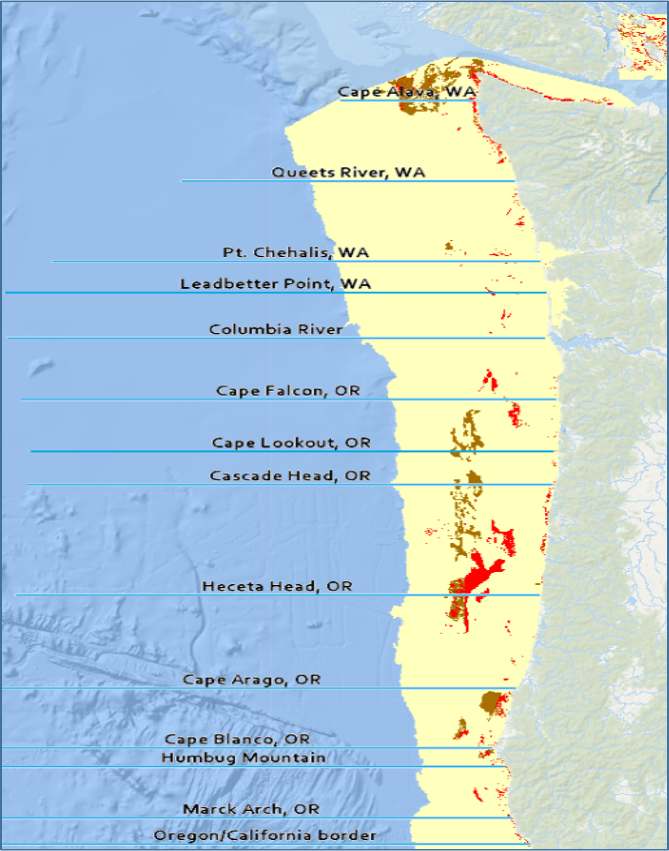 Cape Alava, WA
Queets River, WA
Pt. Chehalis, WA
Leadbetter Point, WA
Columbia River
Cape Falcon, OR
Cape Lookout, OR
Cascade Head, OR
Heceta Head, OR
Cape Arago, OR
Cape Blanco, OR
Humbug Mountain
Marck Arch, OR
Oregon/California border